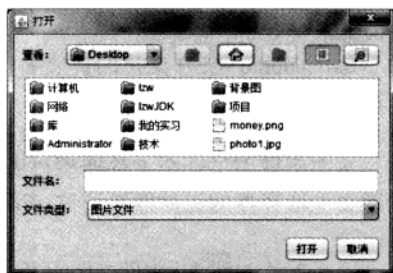 打开
查看： Desktop
计算机 lzw 背景图
网络 lzwJDK 项目
库 我的实习 money.png
Administrator 技术 photo1.jpg
文件名：
文件类型： 图片文件
打开 取消